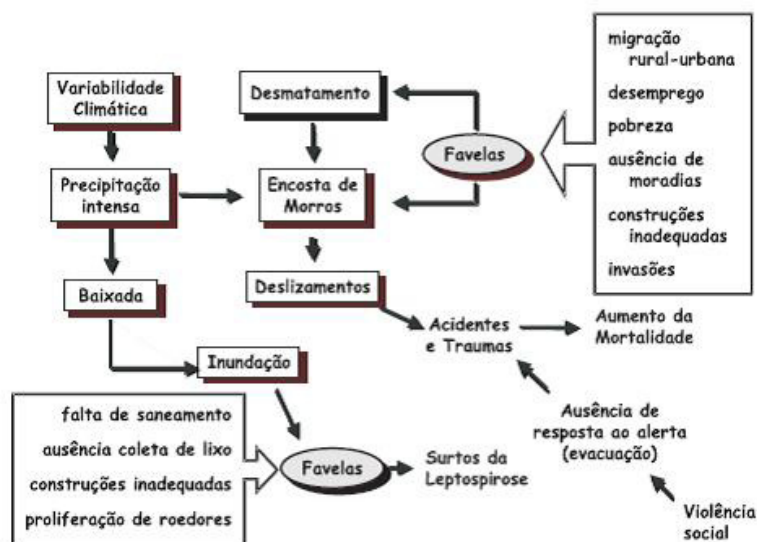 Variabilidade
Climática
Desmatamento
Favelas
migração
rural-urbana
desemprego
pobreza
ausência de
moradias
construções
inadequadas
invasões
Precipitação
intensa
Encosta de
Morros
Baixada
Deslizamentos
Acidentes
e Traumas
Aumento da
Mortalidade
Inundação
Ausência de
resposta ao alerta
(evacuação)
Violência
social
falta de saneamento
ausência coleta de lixo
construções inadequadas
proliferação de roedores
Favelas
Surtos da
Leptospirose